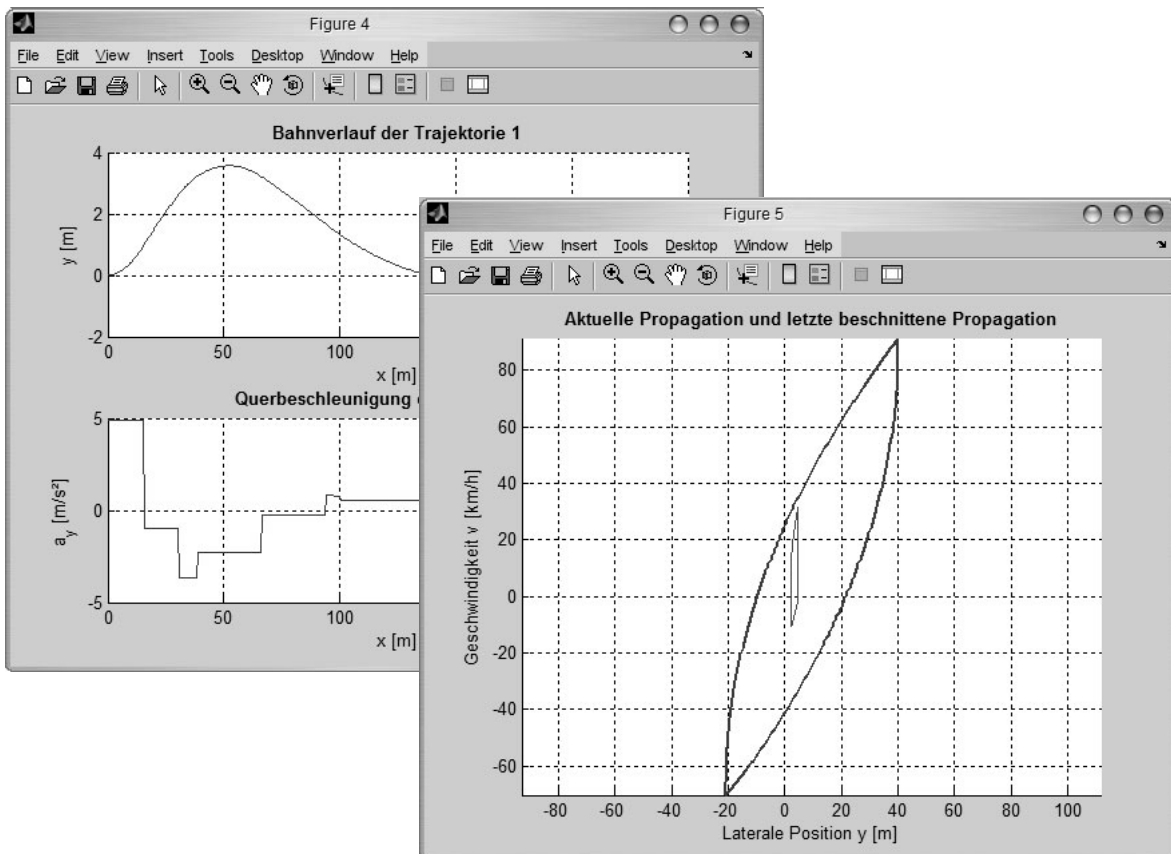 Figure 4
File Edit View Insert Tools Desktop Window Help
Bahnverlauf der Trajektorie 1
4
2
0
-2
y [m]
0 50 100
x [m]
Querbeschleunigung
5
0
-5
a_y [m/s²]
0 50 100
x [m]
Figure 5
File Edit View Insert Tools Desktop Window Help
Aktuelle Propagation und letzte beschnittene Propagation
80
60
40
20
0
-20
-40
-60
Geschwindigkeit v [km/h]
-80 -60 -40 -20 0 20 40 60 80 100
Laterale Position y [m]